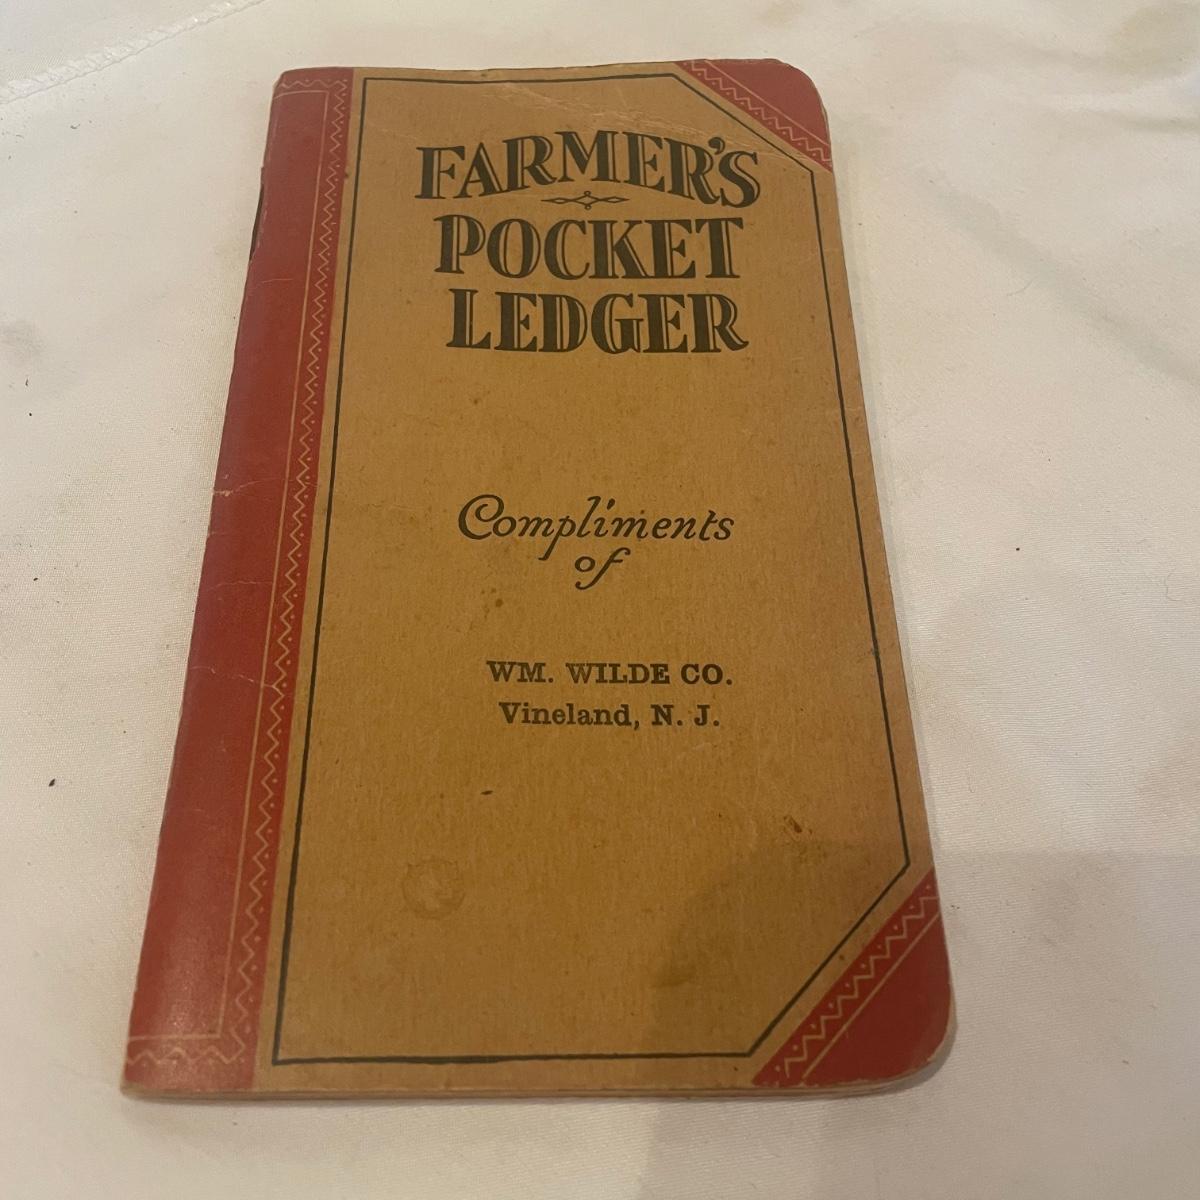 FARMER'S
POCKET
LEDGER
Compliments
of
WM. WILDE CO.
Vineland, N. J.